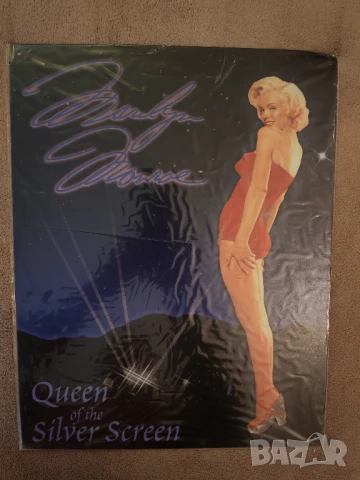 Marilyn
Monroe
Queen
of the
Silver Screen
BAZAR